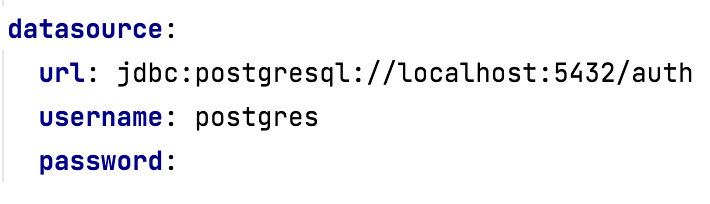 datasource:
  url: jdbc:postgresql://localhost:5432/auth
  username: postgres
  password: